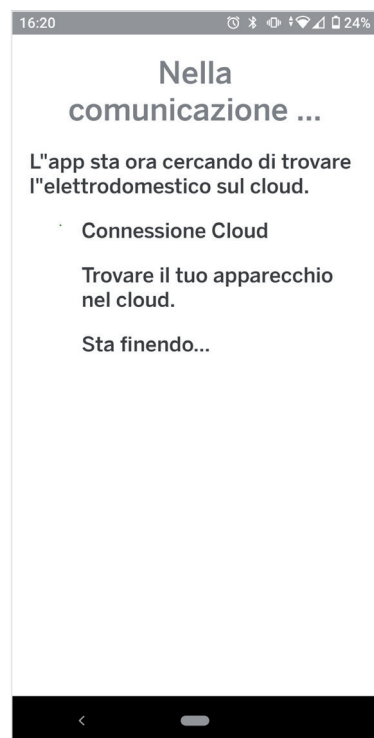 16:20
24%
Nella
comunicazione ...
L"app sta ora cercando di trovare
l"elettrodomestico sul cloud.
Connessione Cloud
Trovare il tuo apparecchio
nel cloud.
Sta finendo...